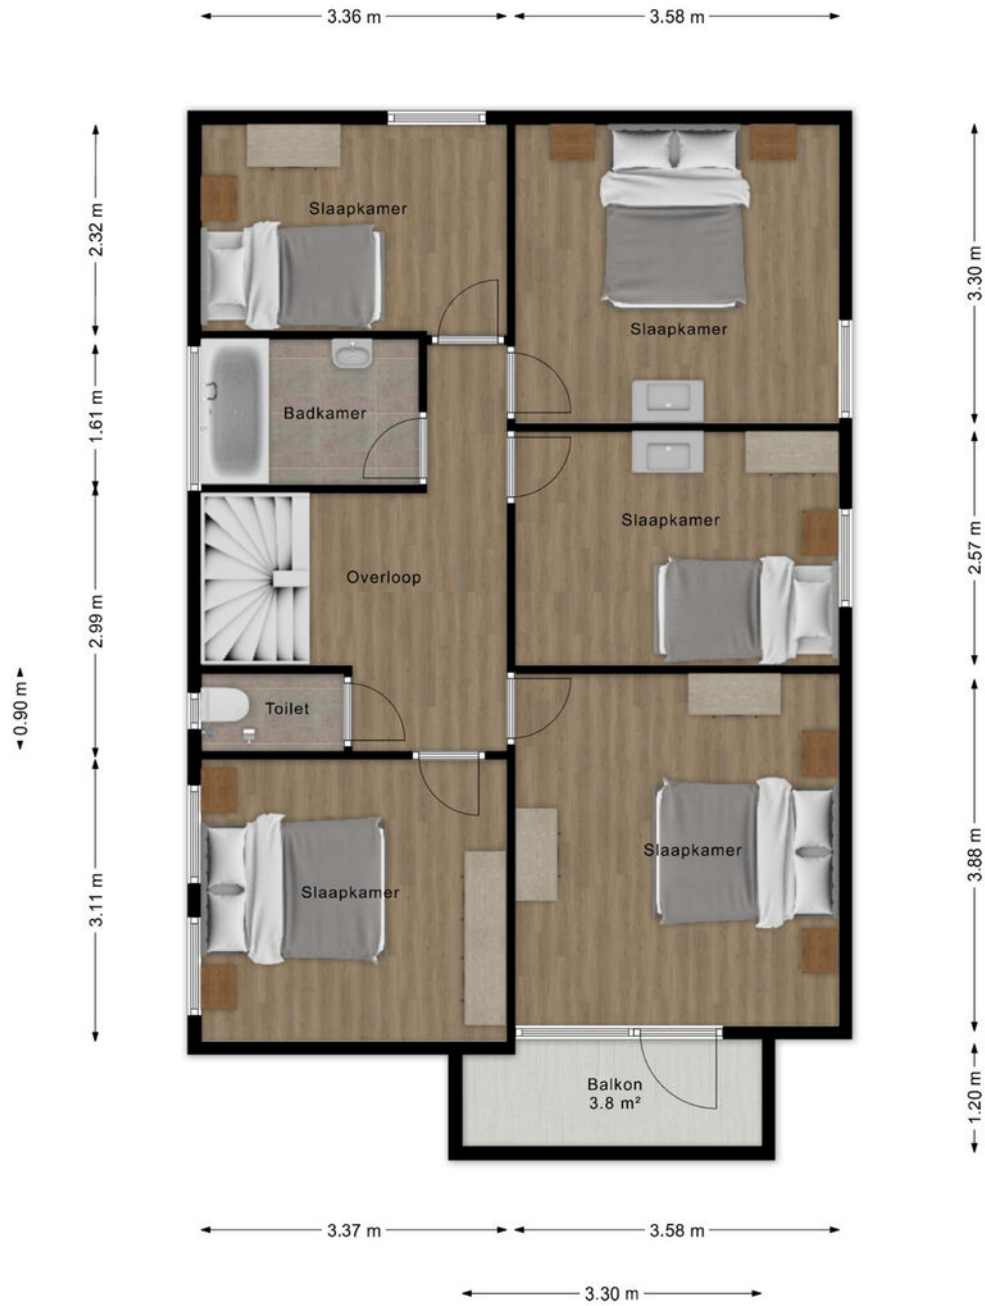 3.36 m
3.58 m
2.32 m
3.30 m
Slaapkamer
Slaapkamer
1.61 m
Badkamer
Slaapkamer
2.57 m
Overloop
2.99 m
0.90 m
Toilet
Slaapkamer
3.88 m
Slaapkamer
3.11 m
Balkon
3.8 m²
1.20 m
3.37 m
3.58 m
3.30 m